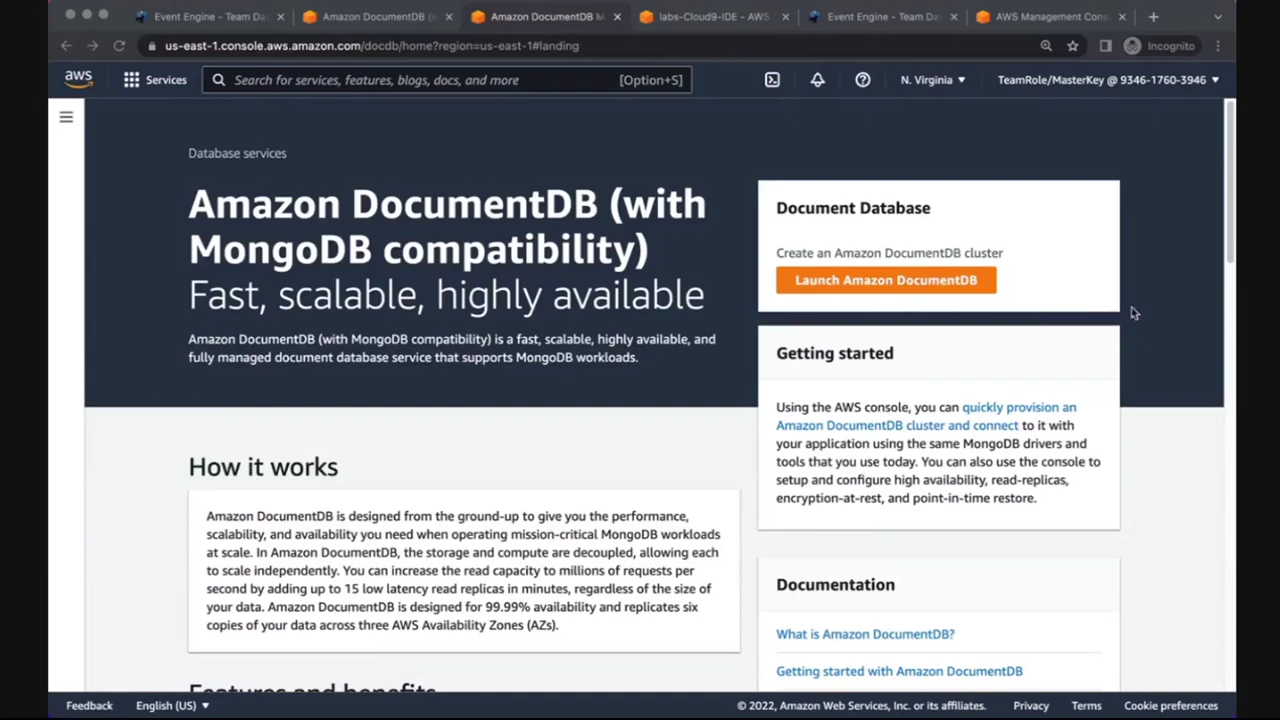 Event Engine - Team Da
Amazon DocumentDB (
Amazon DocumentDB M
labs-Cloud9-IDE - AWS
Event Engine - Team Da
AWS Management Cons
us-east-1.console.aws.amazon.com/docdb/home?region=us-east-1#landing
Incognito
aws
Services
Search for services, features, blogs, docs, and more
[Option+S]
N. Virginia
TeamRole/MasterKey @ 9346-1760-3946
Database services
Amazon DocumentDB (with
MongoDB compatibility)
Fast, scalable, highly available
Amazon DocumentDB (with MongoDB compatibility) is a fast, scalable, highly available, and
fully managed document database service that supports MongoDB workloads.
Document Database
Create an Amazon DocumentDB cluster
Launch Amazon DocumentDB
Getting started
Using the AWS console, you can quickly provision an
Amazon DocumentDB cluster and connect to it with
your application using the same MongoDB drivers and
tools that you use today. You can also use the console to
setup and configure high availability, read-replicas,
encryption-at-rest, and point-in-time restore.
How it works
Amazon DocumentDB is designed from the ground-up to give you the performance,
scalability, and availability you need when operating mission-critical MongoDB workloads
at scale. In Amazon DocumentDB, the storage and compute are decoupled, allowing each
to scale independently. You can increase the read capacity to millions of requests per
second by adding up to 15 low latency read replicas in minutes, regardless of the size of
your data. Amazon DocumentDB is designed for 99.99% availability and replicates six
copies of your data across three AWS Availability Zones (AZs).
Documentation
What is Amazon DocumentDB?
Getting started with Amazon DocumentDB
Features and benefits
Feedback
English (US)
© 2022, Amazon Web Services, Inc. or its affiliates.
Privacy
Terms
Cookie preferences